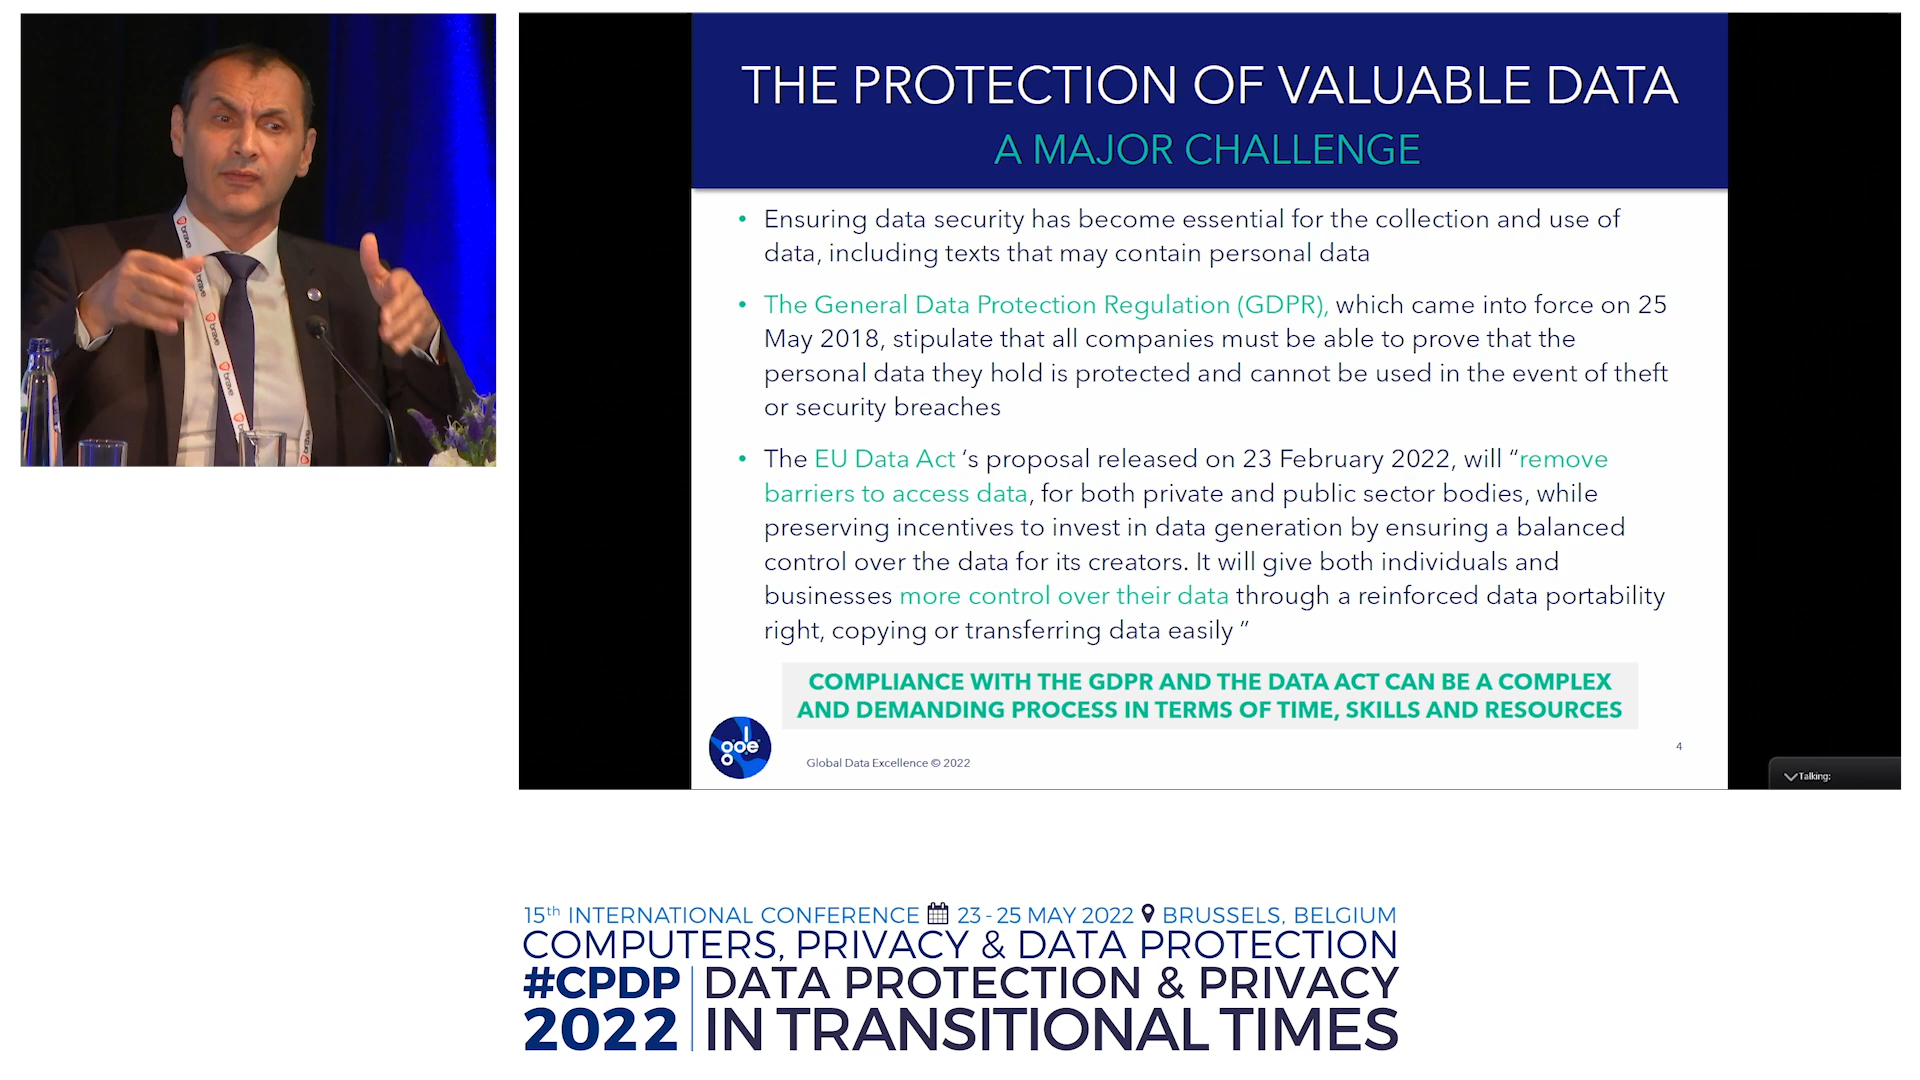 THE PROTECTION OF VALUABLE DATA
A MAJOR CHALLENGE
• Ensuring data security has become essential for the collection and use of
data, including texts that may contain personal data
• The General Data Protection Regulation (GDPR), which came into force on 25
May 2018, stipulate that all companies must be able to prove that the
personal data they hold is protected and cannot be used in the event of theft
or security breaches
• The EU Data Act ‘s proposal released on 23 February 2022, will “remove
barriers to access data, for both private and public sector bodies, while
preserving incentives to invest in data generation by ensuring a balanced
control over the data for its creators. It will give both individuals and
businesses more control over their data through a reinforced data portability
right, copying or transferring data easily ”
COMPLIANCE WITH THE GDPR AND THE DATA ACT CAN BE A COMPLEX
AND DEMANDING PROCESS IN TERMS OF TIME, SKILLS AND RESOURCES
Global Data Excellence © 2022
4
Talking:
brave
brave
brave
brave
brave
brave
15th INTERNATIONAL CONFERENCE 23 - 25 MAY 2022 BRUSSELS, BELGIUM
COMPUTERS, PRIVACY & DATA PROTECTION
#CPDP DATA PROTECTION & PRIVACY
2022 IN TRANSITIONAL TIMES